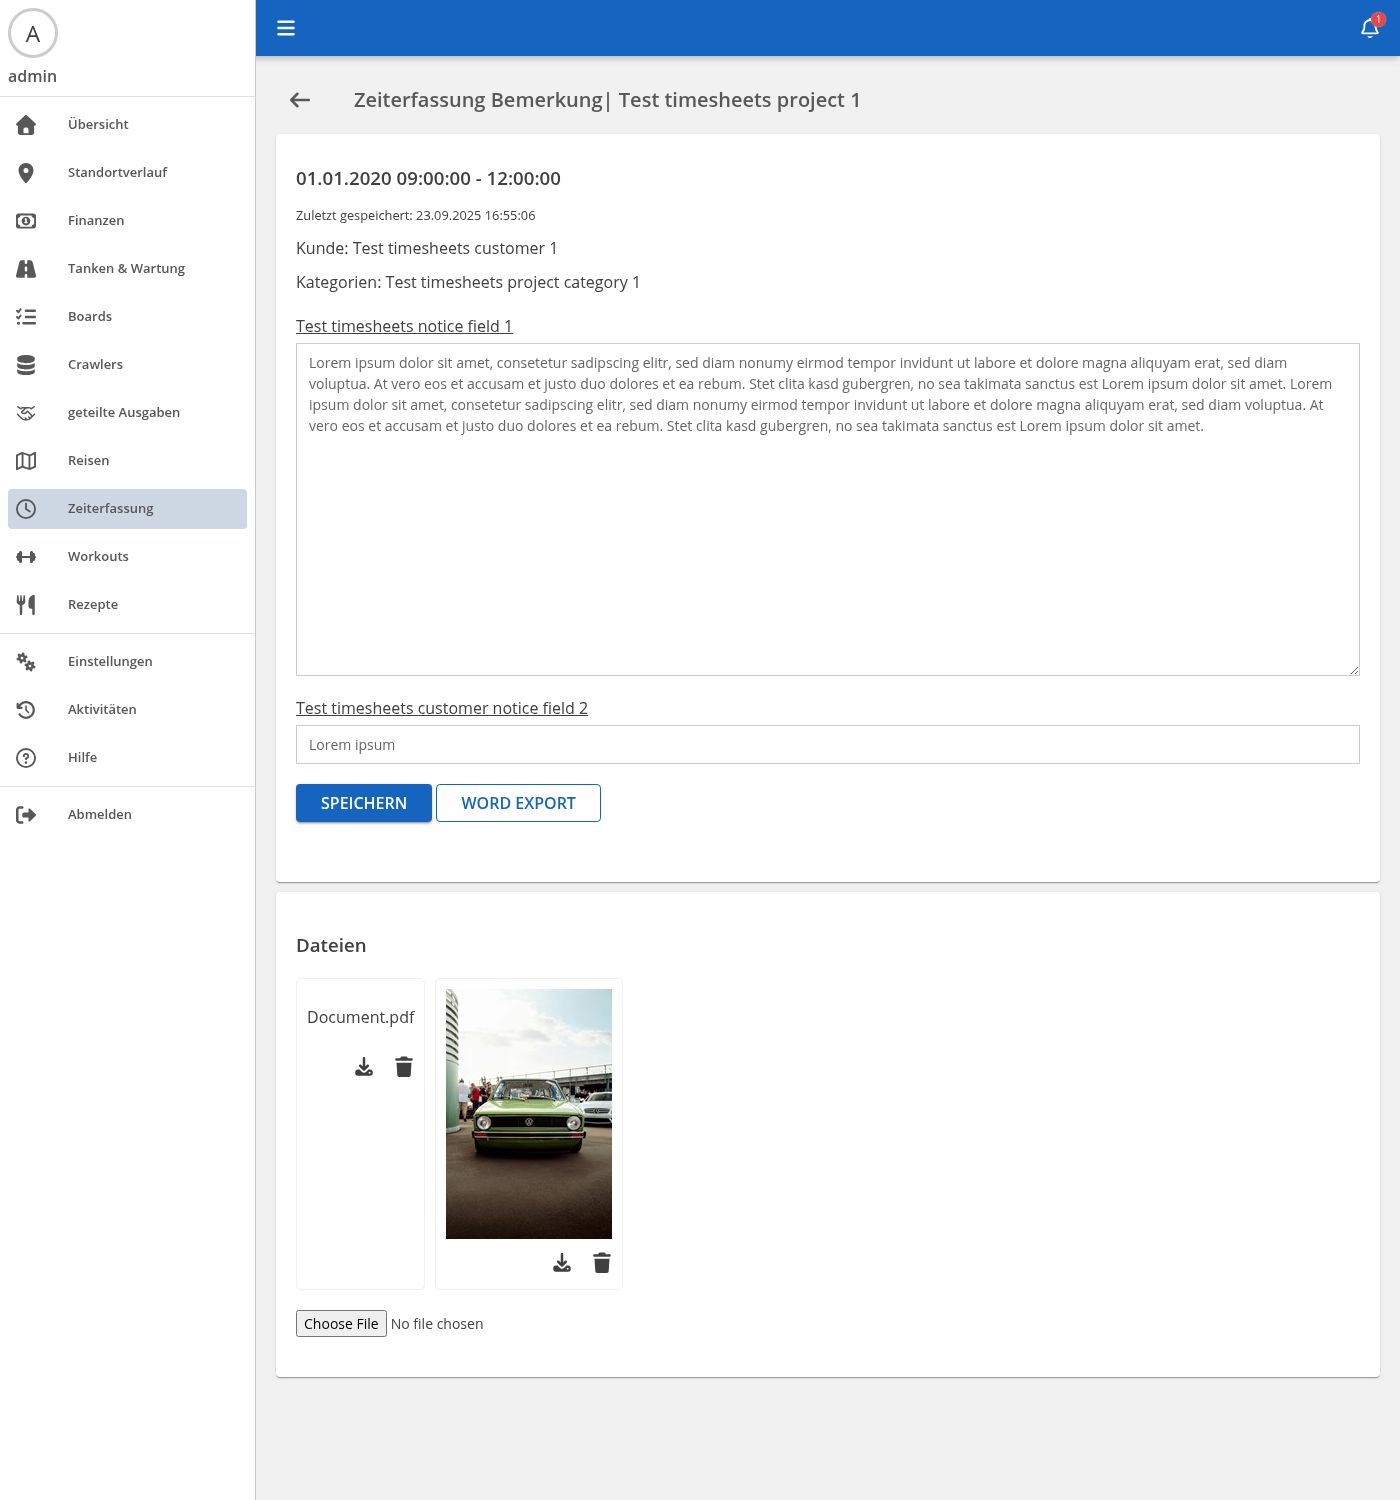 A
admin
Übersicht
Standortverlauf
Finanzen
Tanken & Wartung
Boards
Crawlers
geteilte Ausgaben
Reisen
Zeiterfassung
Workouts
Rezepte
Einstellungen
Aktivitäten
Hilfe
Abmelden
1
Zeiterfassung Bemerkung| Test timesheets project 1
01.01.2020 09:00:00 - 12:00:00
Zuletzt gespeichert: 23.09.2025 16:55:06
Kunde: Test timesheets customer 1
Kategorien: Test timesheets project category 1
Test timesheets notice field 1
Lorem ipsum dolor sit amet, consetetur sadipscing elitr, sed diam nonumy eirmod tempor invidunt ut labore et dolore magna aliquyam erat, sed diam
voluptua. At vero eos et accusam et justo duo dolores et ea rebum. Stet clita kasd gubergren, no sea takimata sanctus est Lorem ipsum dolor sit amet. Lorem
ipsum dolor sit amet, consetetur sadipscing elitr, sed diam nonumy eirmod tempor invidunt ut labore et dolore magna aliquyam erat, sed diam voluptua. At
vero eos et accusam et justo duo dolores et ea rebum. Stet clita kasd gubergren, no sea takimata sanctus est Lorem ipsum dolor sit amet.
Test timesheets customer notice field 2
Lorem ipsum
SPEICHERN
WORD EXPORT
Dateien
Document.pdf
Choose File No file chosen